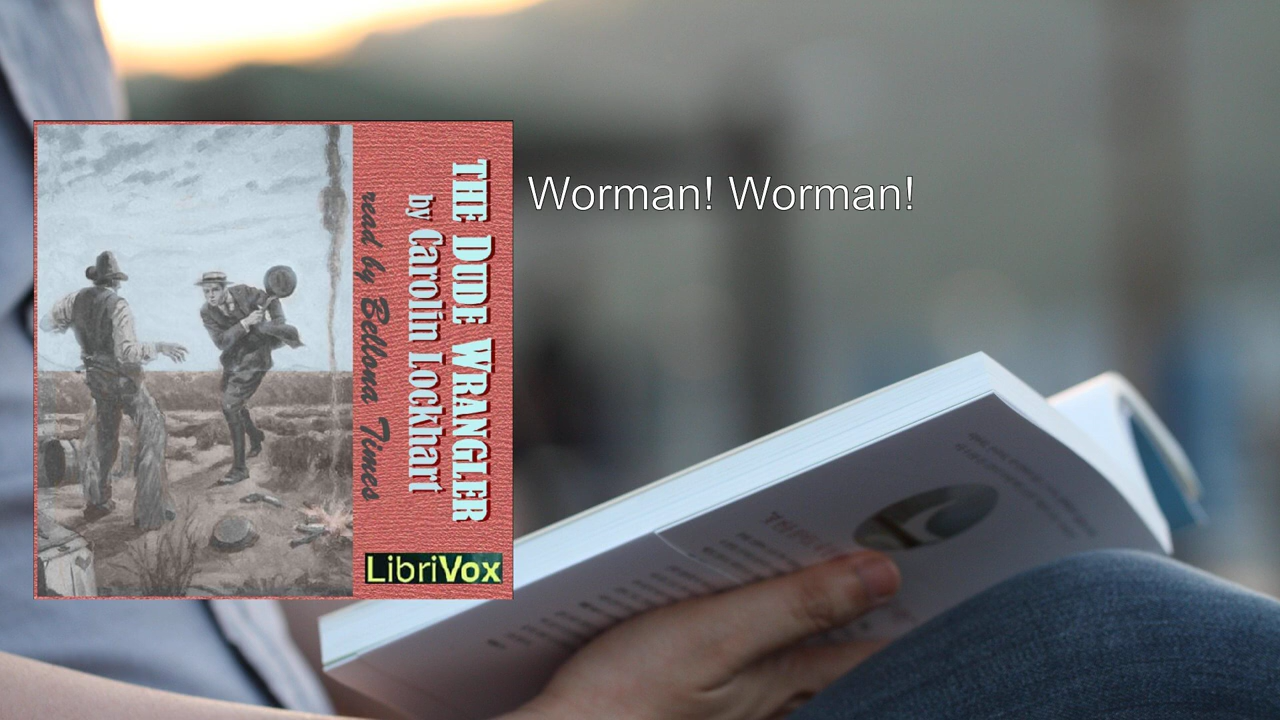 THE DUDE WRANGLER
by Carolin Lockhart
read by Bellona Times
LibriVox
Worman! Worman!